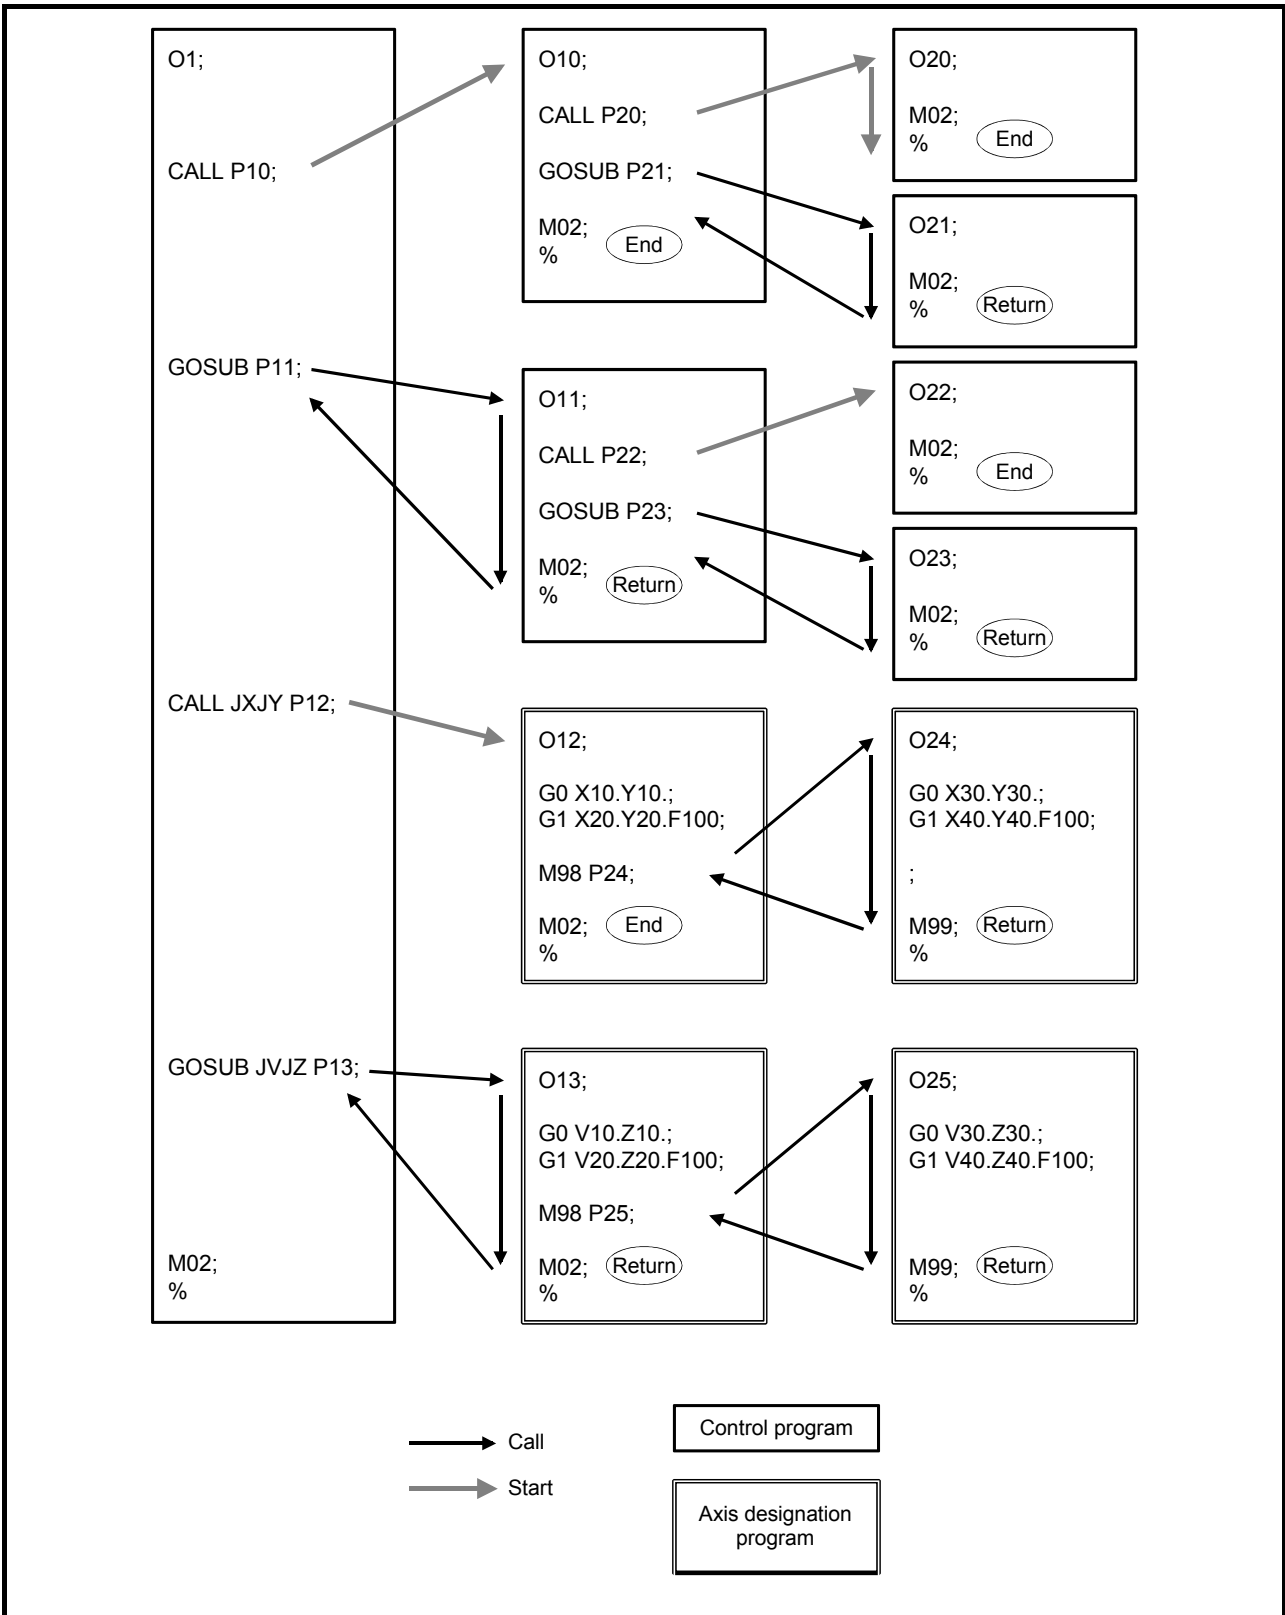 O1;
CALL P10;
GOSUB P11;
CALL JXJY P12;
GOSUB JVJZ P13;
M02;
%
O10;
CALL P20;
GOSUB P21;
M02;
% End
O11;
CALL P22;
GOSUB P23;
M02;
% Return
O12;
G0 X10.Y10.;
G1 X20.Y20.F100;
M98 P24;
M02; End
%
O13;
G0 V10.Z10.;
G1 V20.Z20.F100;
M98 P25;
M02; Return
%
O20;
M02;
% End
O21;
M02;
% Return
O22;
M02;
% End
O23;
M02;
% Return
O24;
G0 X30.Y30.;
G1 X40.Y40.F100;
;
M99; Return
%
O25;
G0 V30.Z30.;
G1 V40.Z40.F100;
M99; Return
%
Call
Start
Control program
Axis designation
program